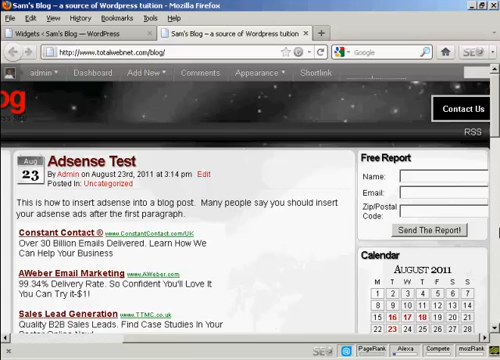 Sam's Blog – a source of Wordpress tuition – Mozilla Firefox
File Edit View History Bookmarks Tools Help
Widgets ‹ Sam's Blog — WordPress × Sam's Blog – a source of Wordpress tuition ×
http://www.totalwebnet.com/blog/ Google SEO
admin Dashboard Add New Comments Appearance Shortlink
og
Contact Us
RSS
Aug
23
Adsense Test
By Admin on August 23rd, 2011 at 3:14 pm Edit
Posted In: Uncategorized
This is how to insert adsense into a blog post. Many people say you should insert
your adsense ads after the first paragraph.
Constant Contact ® www.ConstantContact.com/UK
Over 30 Billion Emails Delivered. Learn How We
Can Help Your Business
AWeber Email Marketing www.AWeber.com
99.34% Delivery Rate. So Confident You'll Love It
You Can Try it-$1!
Sales Lead Generation www.TTMC.co.uk
Quality B2B Sales Leads. Find Case Studies In Your
Free Report
Name:
Email:
Zip/Postal
Code:
Send The Report!
Calendar
AUGUST 2011
M T W T F S S
1 2 3 4 5 6 7
8 9 10 11 12 13 14
15 16 17 18 19 20 21
22 23 24 25 26 27 28
SEO PageRank Alexa Compete mozRank